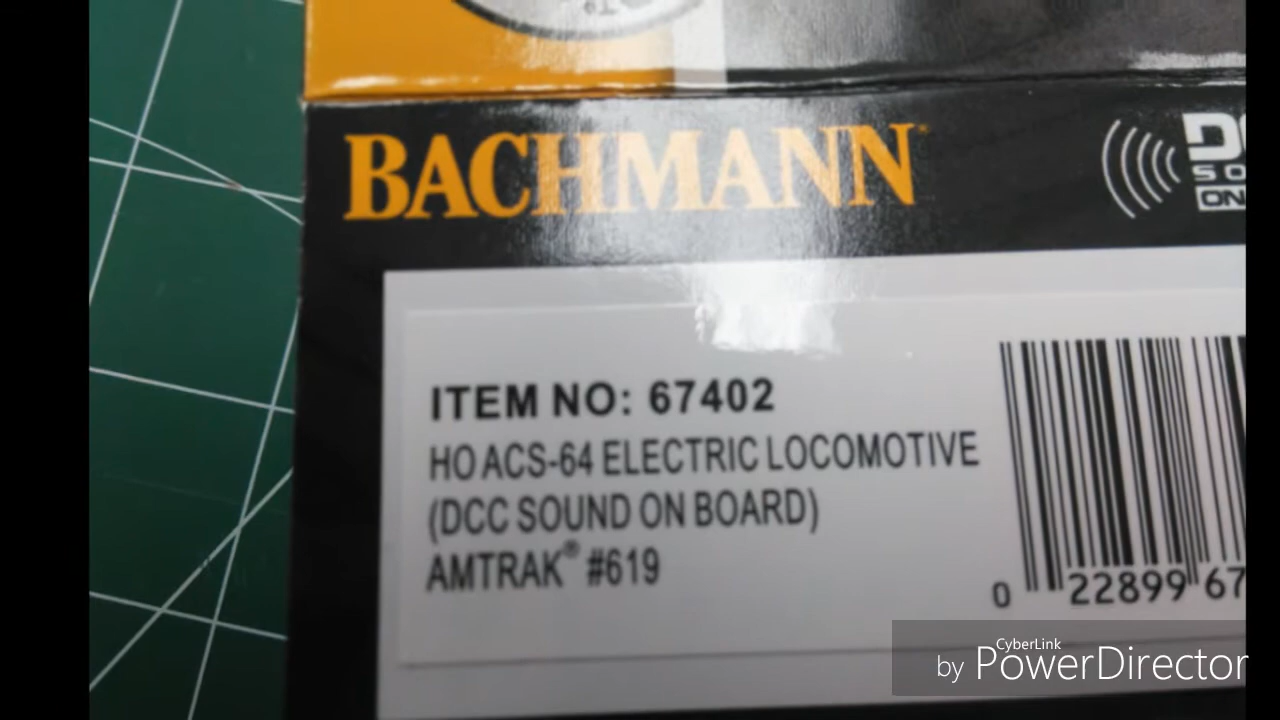 BACHMANN
ITEM NO: 67402
HO ACS-64 ELECTRIC LOCOMOTIVE
(DCC SOUND ON BOARD)
AMTRAK® #619
0 22899 67
CyberLink
by PowerDirector